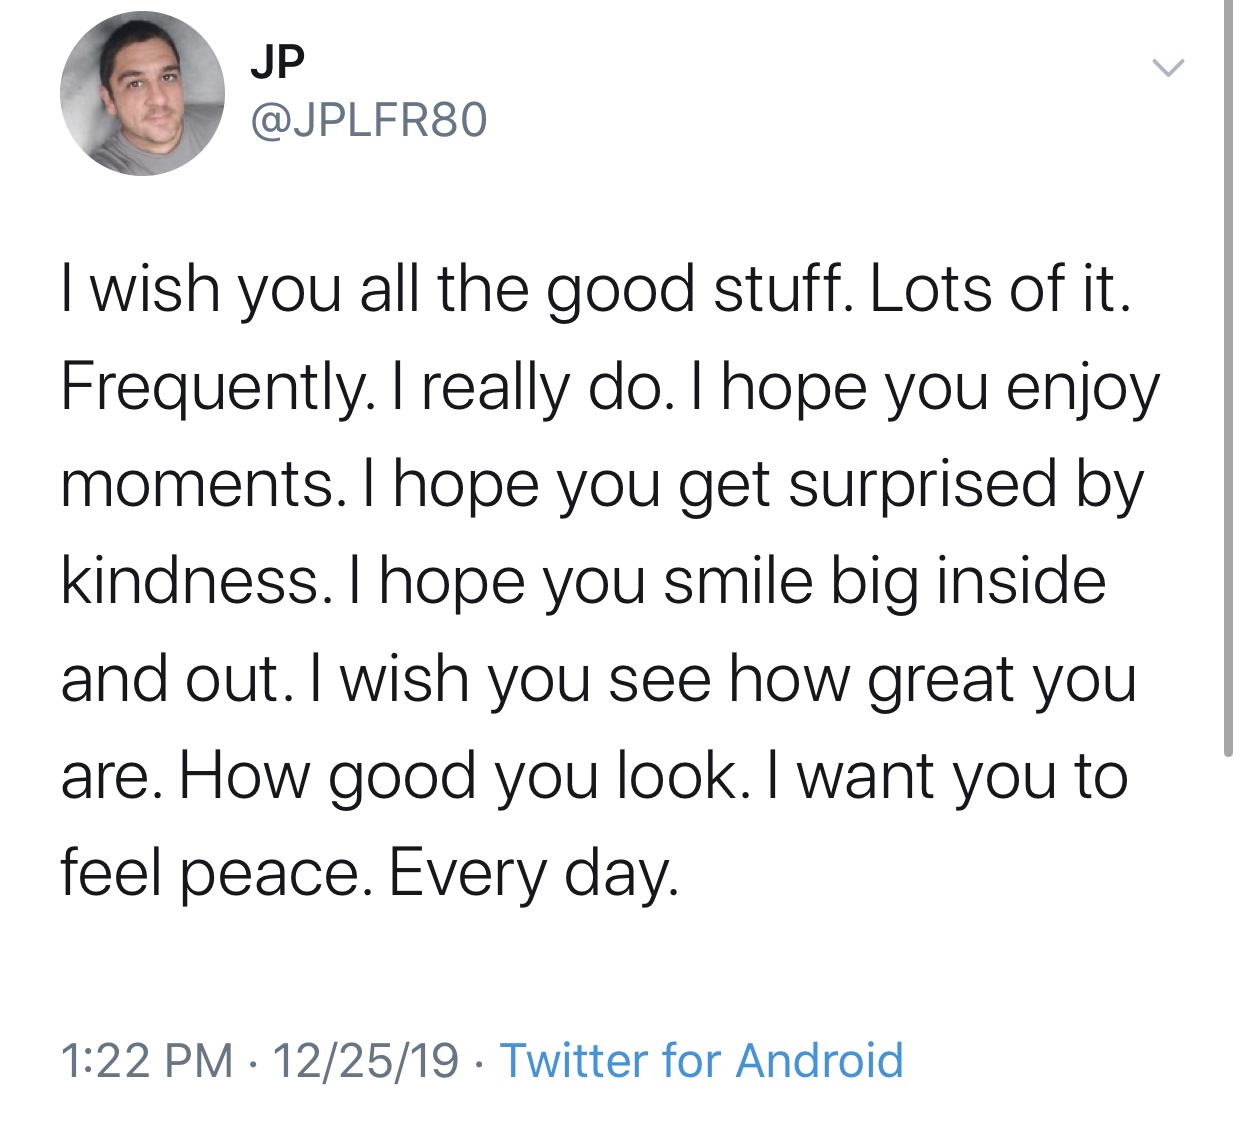 JP
@JPLFR80
I wish you all the good stuff. Lots of it.
Frequently. I really do. I hope you enjoy
moments. I hope you get surprised by
kindness. I hope you smile big inside
and out. I wish you see how great you
are. How good you look. I want you to
feel peace. Every day.
1:22 PM · 12/25/19 · Twitter for Android